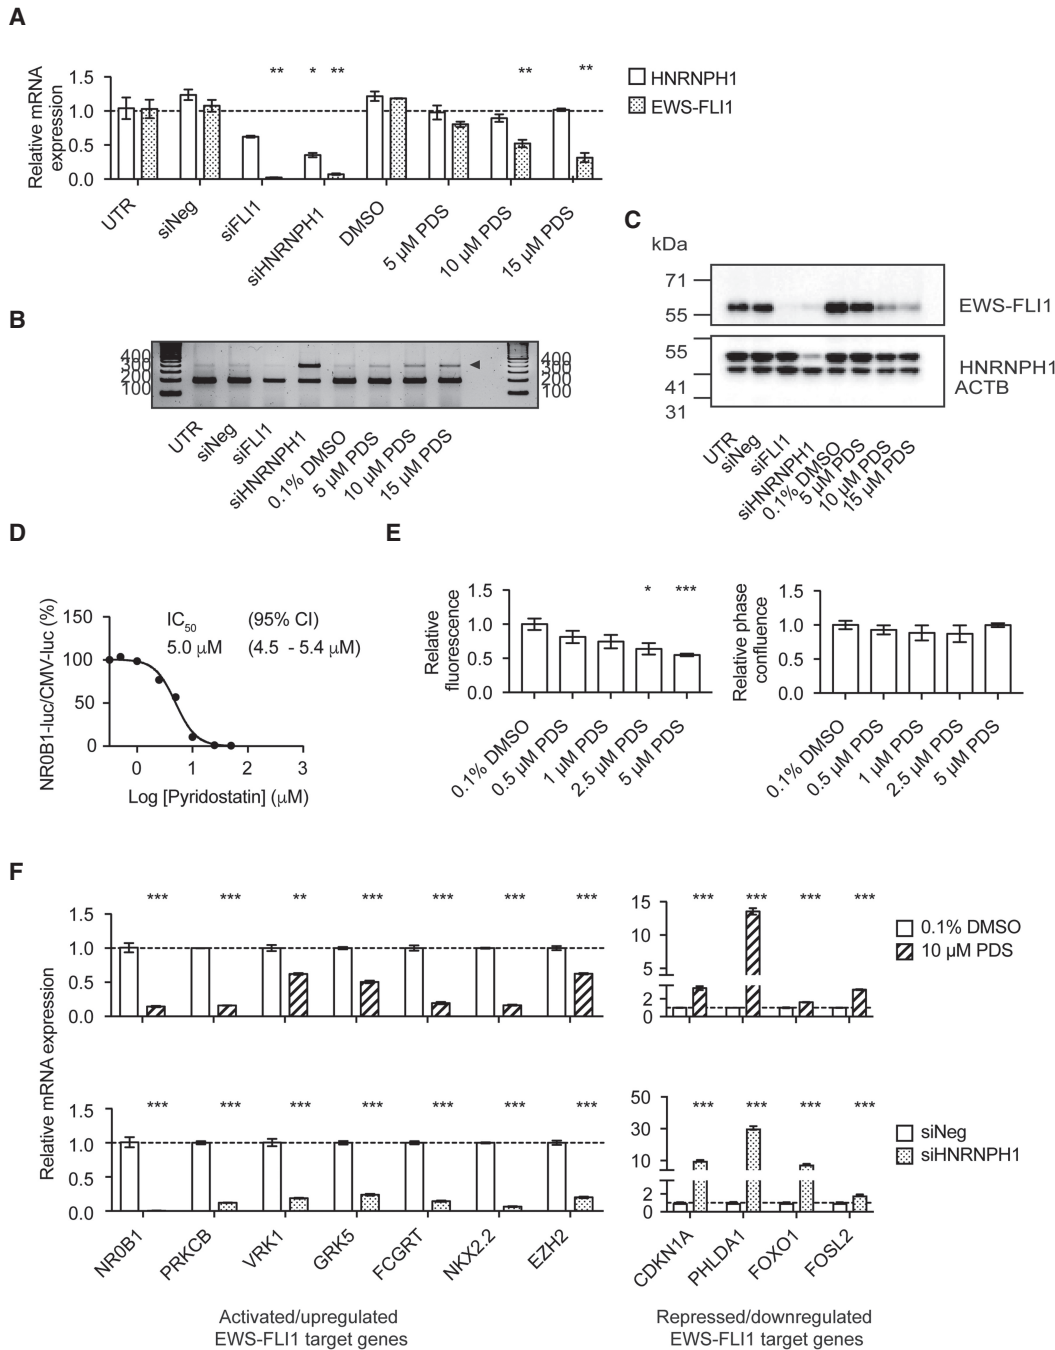 A
Relative mRNA
expression
1.5
1.0
0.5
0.0
** * ** ** **
HNRNPH1
EWS-FLI1
UTR
siNeg
siFLI1
siHNRNPH1
DMSO
5 µM PDS
10 µM PDS
15 µM PDS
B
400
300
200
100
400
300
200
100
UTR
siNeg
siFLI1
siHNRNPH1
0.1% DMSO
5 µM PDS
10 µM PDS
15 µM PDS
C
kDa
71
55
EWS-FLI1
55
41
31
HNRNPH1
ACTB
UTR
siNeg
siFLI1
siHNRNPH1
0.1% DMSO
5 µM PDS
10 µM PDS
15 µM PDS
D
NR0B1-luc/CMV-luc (%)
150
100
50
0
IC50 (95% CI)
5.0 µM (4.5 - 5.4 µM)
0 1 2 3
Log [Pyridostatin] (µM)
E
Relative
fluorescence
1.5
1.0
0.5
0.0
* ***
0.1% DMSO
0.5 µM PDS
1 µM PDS
2.5 µM PDS
5 µM PDS
Relative phase
confluence
1.5
1.0
0.5
0.0
0.1% DMSO
0.5 µM PDS
1 µM PDS
2.5 µM PDS
5 µM PDS
F
Relative mRNA expression
*** *** ** *** *** *** ***
1.5
1.0
0.5
0.0
*** *** *** ***
15
10
5
2
0
0.1% DMSO
10 µM PDS
*** *** *** *** *** *** ***
1.5
1.0
0.5
0.0
*** *** *** ***
50
30
10
2
0
siNeg
siHNRNPH1
NR0B1
PRKCB
VRK1
GRK5
FCGRT
NKX2.2
EZH2
CDKN1A
PHLDA1
FOXO1
FOSL2
Activated/upregulated
EWS-FLI1 target genes
Repressed/downregulated
EWS-FLI1 target genes